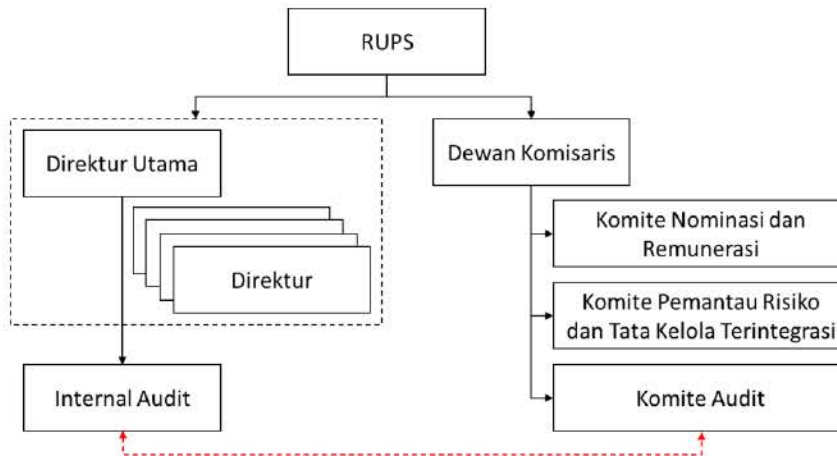 RUPS
Direktur Utama
Dewan Komisaris
Direktur
Komite Nominasi dan
Remunerasi
Komite Pemantau Risiko
dan Tata Kelola Terintegrasi
Internal Audit
Komite Audit